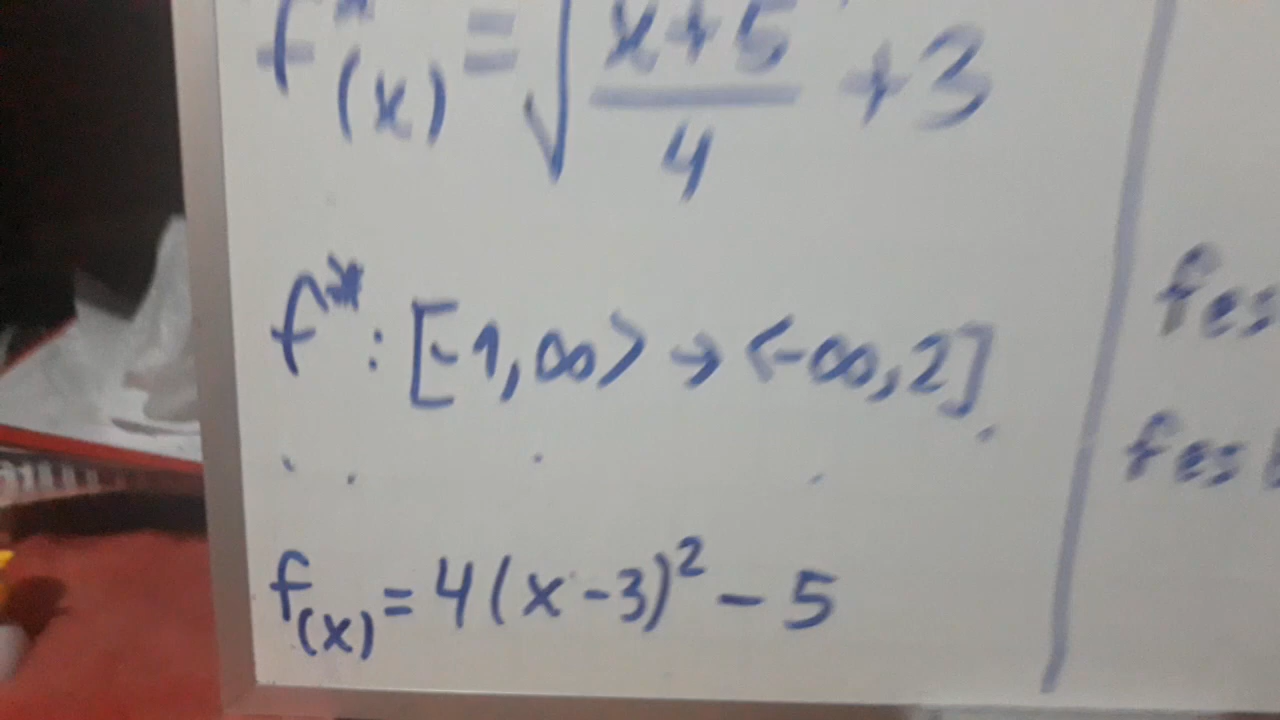 f*(x) = √(x+5)/4 + 3
f* : [-1, ∞> → <-∞, 2]
fes
fes
f(x) = 4(x-3)² - 5